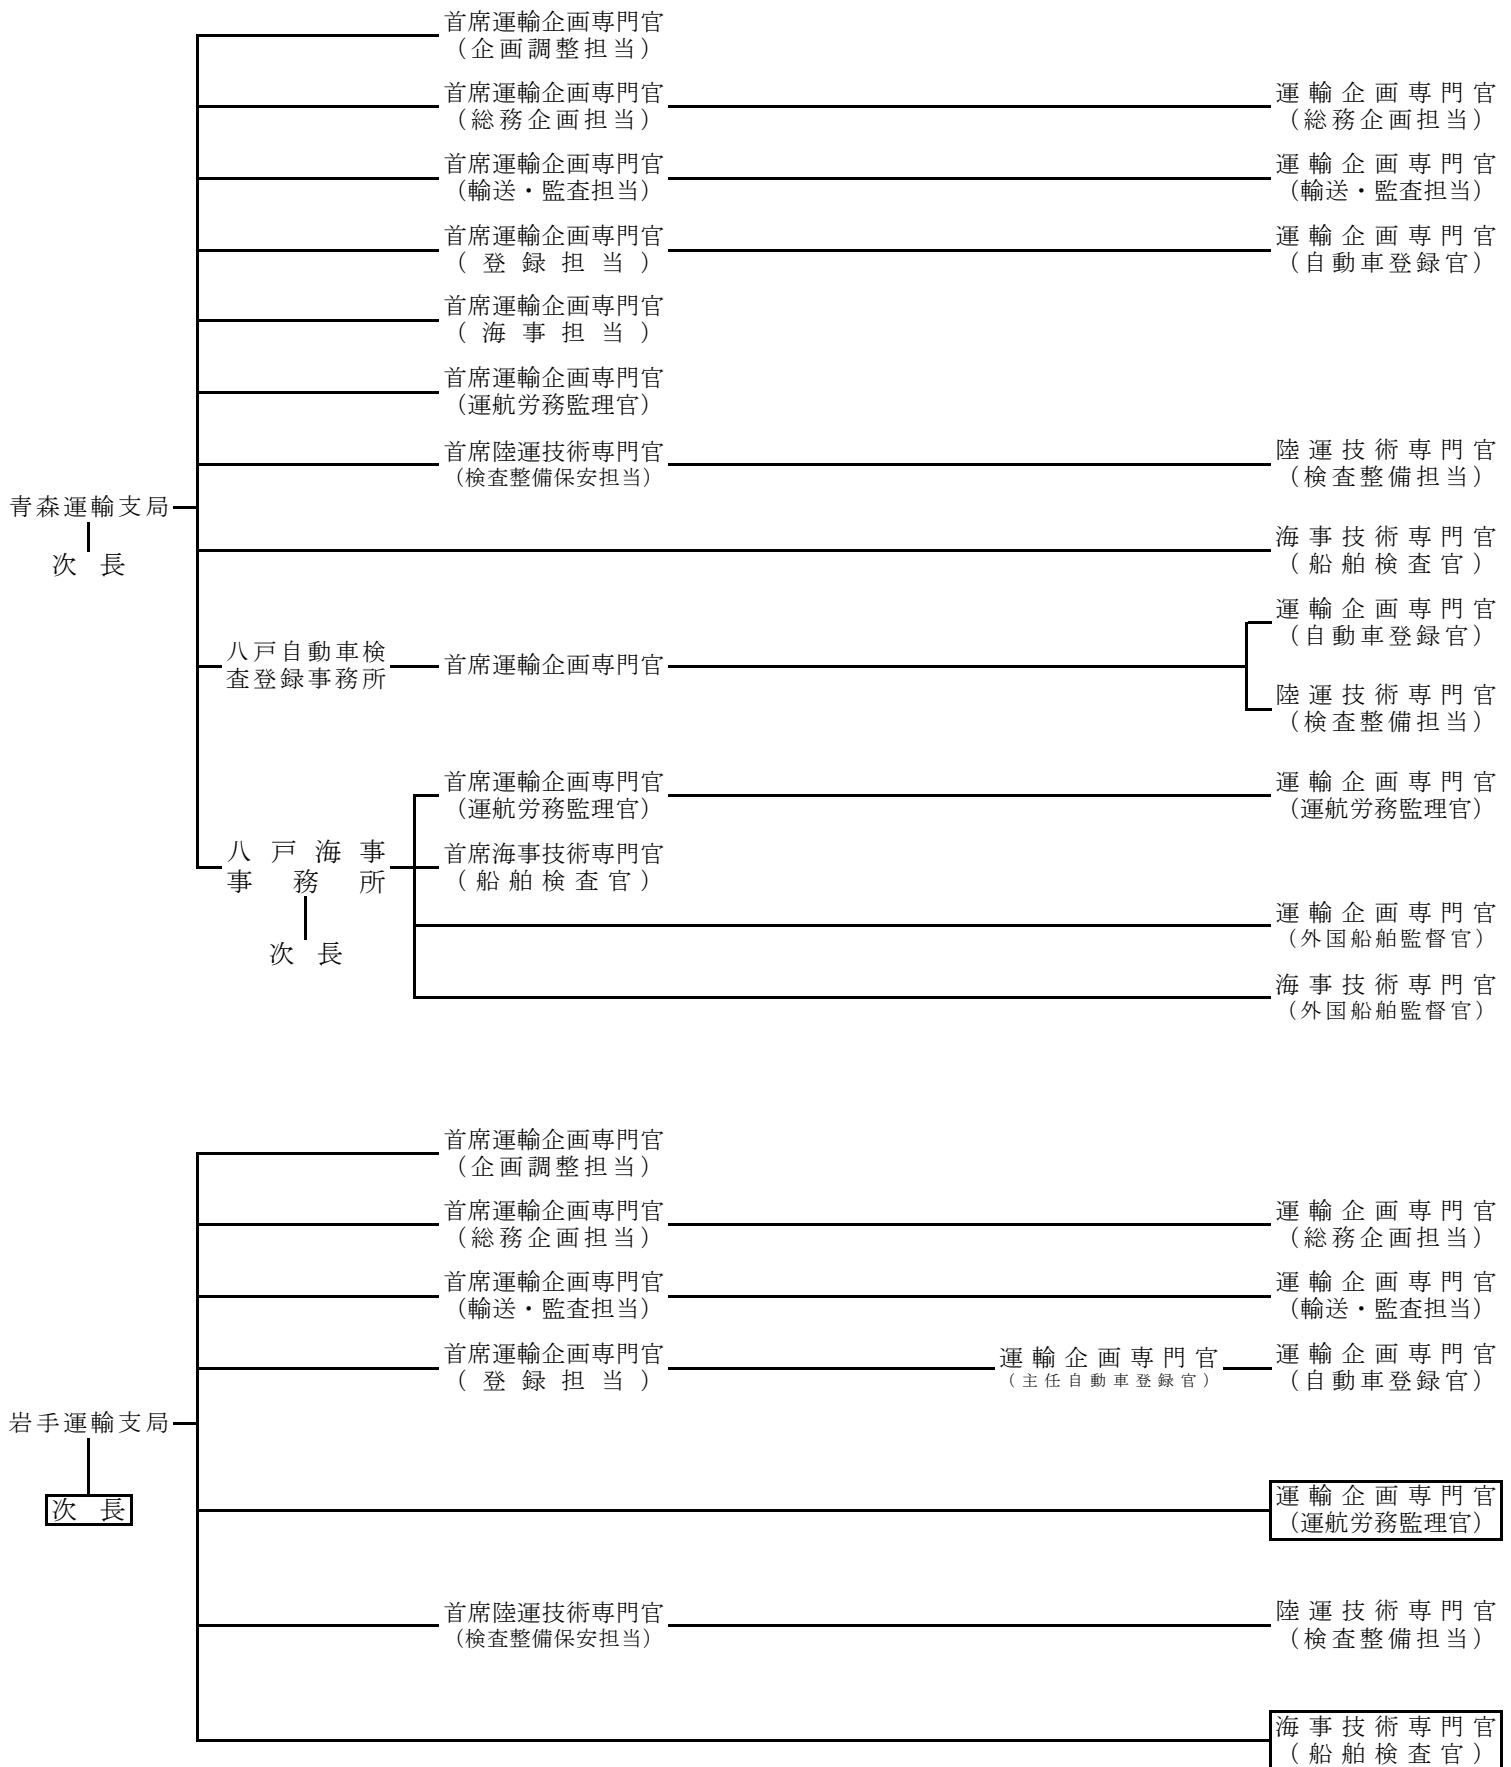 首席運輸企画専門官
（企画調整担当）
首席運輸企画専門官
（総務企画担当）
運輸企画専門官
（総務企画担当）
首席運輸企画専門官
（輸送・監査担当）
運輸企画専門官
（輸送・監査担当）
首席運輸企画専門官
（登録担当）
運輸企画専門官
（自動車登録官）
首席運輸企画専門官
（海事担当）
首席運輸企画専門官
（運航労務監理官）
首席陸運技術専門官
（検査整備保安担当）
陸運技術専門官
（検査整備担当）
青森運輸支局
次長
海事技術専門官
（船舶検査官）
八戸自動車検
査登録事務所
首席運輸企画専門官
運輸企画専門官
（自動車登録官）
陸運技術専門官
（検査整備担当）
八戸海事
事務所
次長
首席運輸企画専門官
（運航労務監理官）
運輸企画専門官
（運航労務監理官）
首席海事技術専門官
（船舶検査官）
運輸企画専門官
（外国船舶監督官）
海事技術専門官
（外国船舶監督官）
首席運輸企画専門官
（企画調整担当）
首席運輸企画専門官
（総務企画担当）
運輸企画専門官
（総務企画担当）
首席運輸企画専門官
（輸送・監査担当）
運輸企画専門官
（輸送・監査担当）
首席運輸企画専門官
（登録担当）
運輸企画専門官
（主任自動車登録官）
運輸企画専門官
（自動車登録官）
岩手運輸支局
次長
運輸企画専門官
（運航労務監理官）
首席陸運技術専門官
（検査整備保安担当）
陸運技術専門官
（検査整備担当）
海事技術専門官
（船舶検査官）